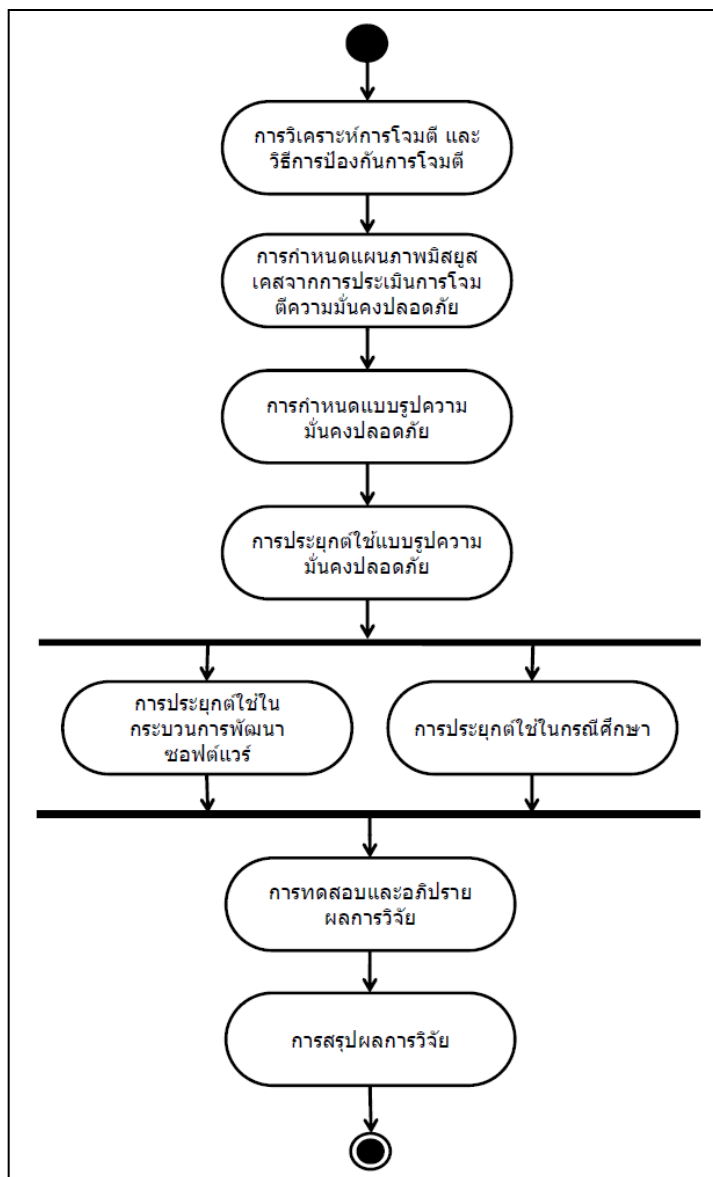 การวิเคราะห์การโจมตี และ
วิธีการป้องกันการโจมตี
การกำหนดแผนภาพมิสยูส
เคสจากการประเมินการโจม
ตีความมั่นคงปลอดภัย
การกำหนดแบบรูปความ
มั่นคงปลอดภัย
การประยุกต์ใช้แบบรูปความ
มั่นคงปลอดภัย
การประยุกต์ใช้ใน
กระบวนการพัฒนา
ซอฟต์แวร์
การประยุกต์ใช้ในกรณีศึกษา
การทดสอบและอภิปราย
ผลการวิจัย
การสรุปผลการวิจัย